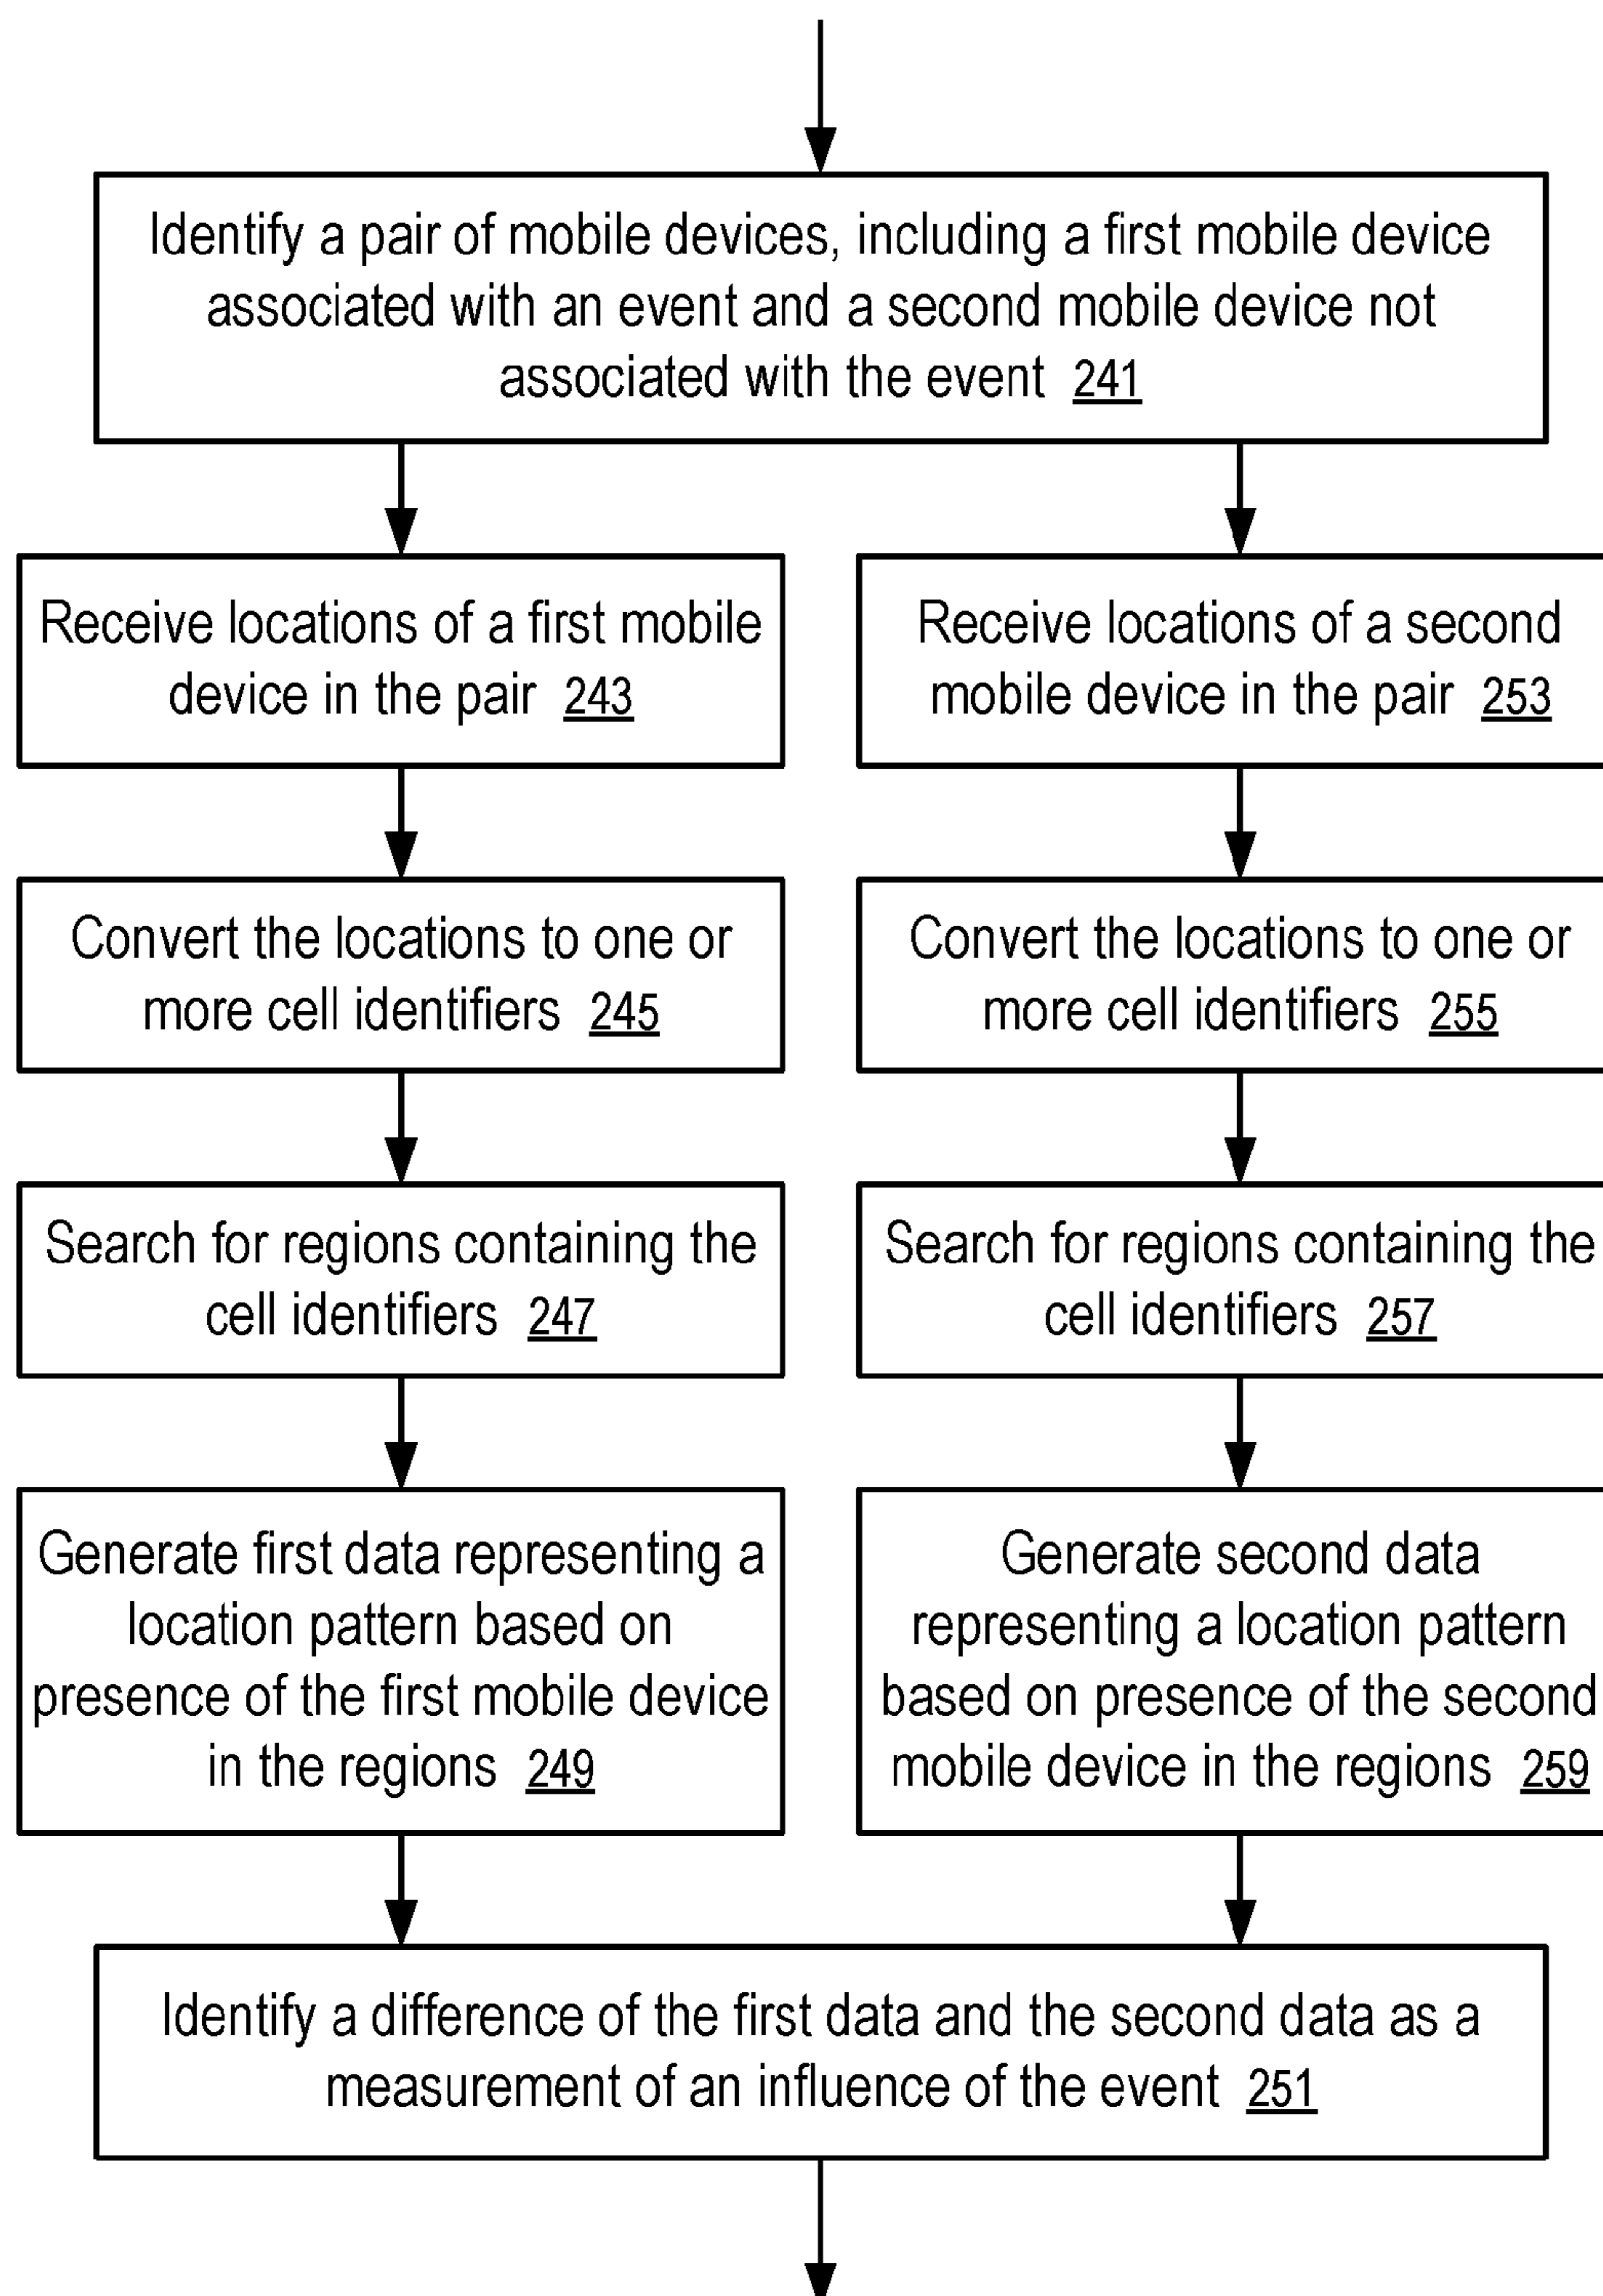 Identify a pair of mobile devices, including a first mobile device
associated with an event and a second mobile device not
associated with the event 241
Receive locations of a first mobile
device in the pair 243
Convert the locations to one or
more cell identifiers 245
Search for regions containing the
cell identifiers 247
Generate first data representing a
location pattern based on
presence of the first mobile device
in the regions 249
Receive locations of a second
mobile device in the pair 253
Convert the locations to one or
more cell identifiers 255
Search for regions containing the
cell identifiers 257
Generate second data
representing a location pattern
based on presence of the second
mobile device in the regions 259
Identify a difference of the first data and the second data as a
measurement of an influence of the event 251